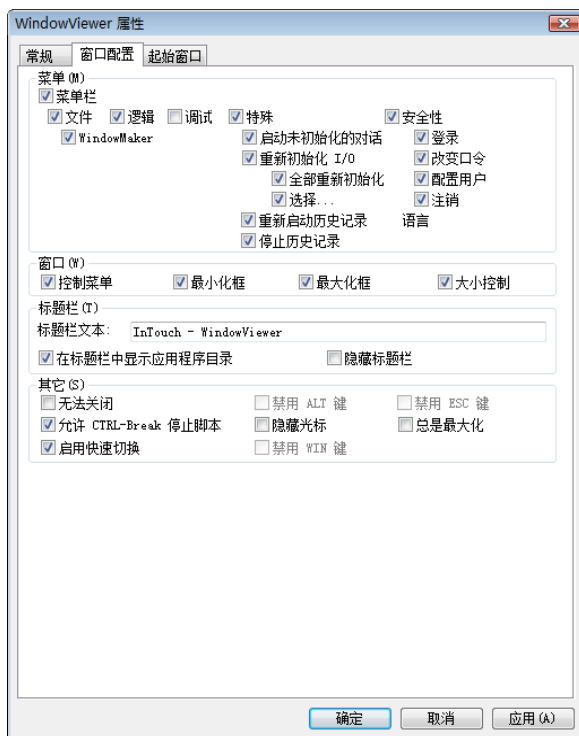 WindowViewer 属性
常规 窗口配置 起始窗口
菜单(M)
菜单栏
文件 逻辑 调试 特殊 安全性
WindowMaker 启动未初始化的对话 登录
重新初始化 I/O 改变口令
全部重新初始化 配置用户
选择... 注销
重新启动历史记录 语言
停止历史记录
窗口(W)
控制菜单 最小化框 最大化框 大小控制
标题栏(T)
标题栏文本: InTouch - WindowViewer
在标题栏中显示应用程序目录 隐藏标题栏
其它(S)
无法关闭 禁用 ALT 键 禁用 ESC 键
允许 CTRL-Break 停止脚本 隐藏光标 总是最大化
启用快速切换 禁用 WIN 键
确定 取消 应用(A)